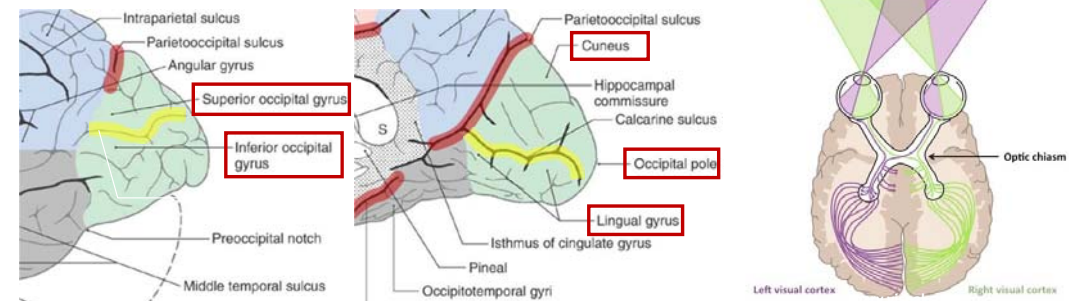 Intraparietal sulcus
Parietooccipital sulcus
Angular gyrus
Superior occipital gyrus
Inferior occipital
gyrus
Preoccipital notch
Middle temporal sulcus
Parietooccipital sulcus
Cuneus
Hippocampal
commissure
Calcarine sulcus
S
Occipital pole
Lingual gyrus
Isthmus of cingulate gyrus
Pineal
Occipitotemporal gyri
Optic chiasm
Left visual cortex
Right visual cortex